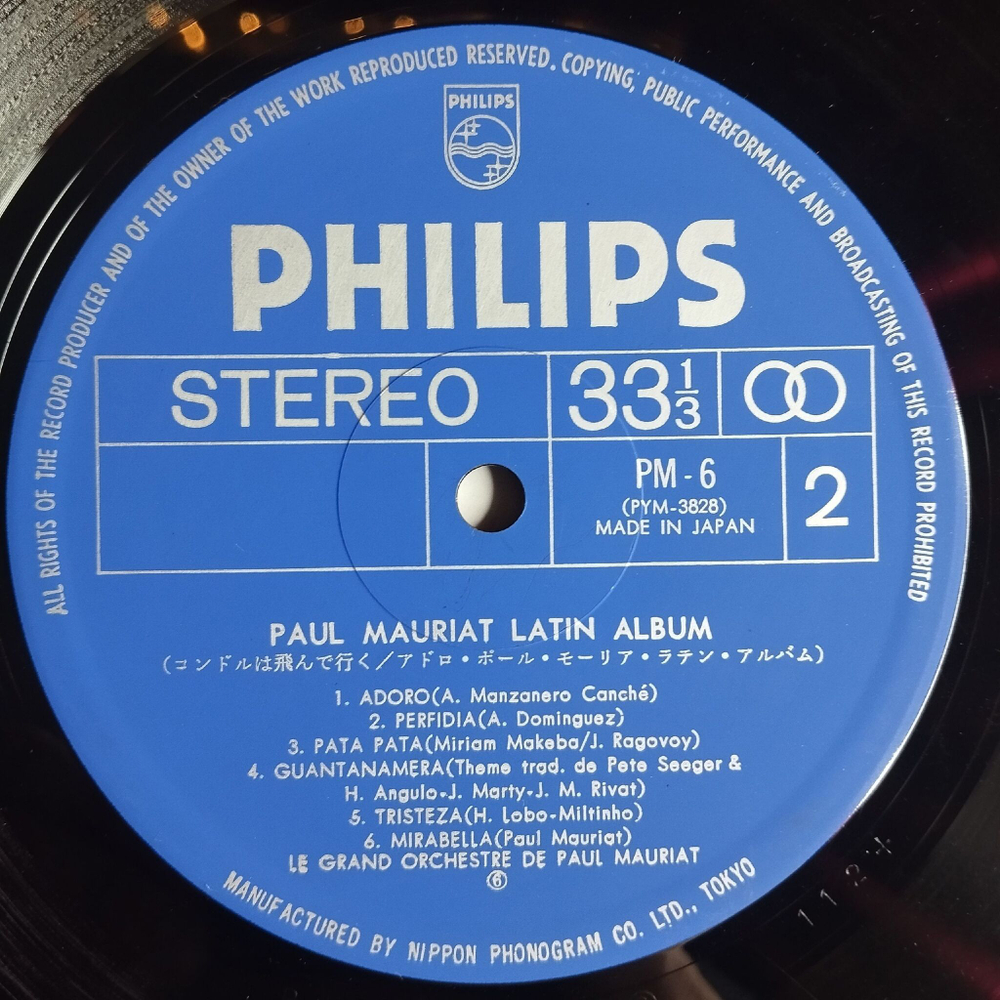 ALL RIGHTS OF THE RECORD PRODUCER AND OF THE OWNER OF THE WORK REPRODUCED RESERVED. COPYING, PUBLIC PERFORMANCE AND BROADCASTING OF THIS RECORD PROHIBITED
PHILIPS
PHILIPS
STEREO
33 1/3
PM-6
(PYM-3828)
MADE IN JAPAN
2
PAUL MAURIAT LATIN ALBUM
(コンドルは飛んで行く/アドロ・ポール・モーリア・ラテン・アルバム)
1. ADORO(A. Manzanero Canché)
2. PERFIDIA(A. Dominguez)
3. PATA PATA(Miriam Makeba/J. Ragovoy)
4. GUANTANAMERA(Theme trad. de Pete Seeger &
H. Angulo-J. Marty-J. M. Rivat)
5. TRISTEZA(H. Lobo-Miltinho)
6. MIRABELLA(Paul Mauriat)
LE GRAND ORCHESTRE DE PAUL MAURIAT
⑥
MANUFACTURED BY NIPPON PHONOGRAM CO. LTD., TOKYO
112+